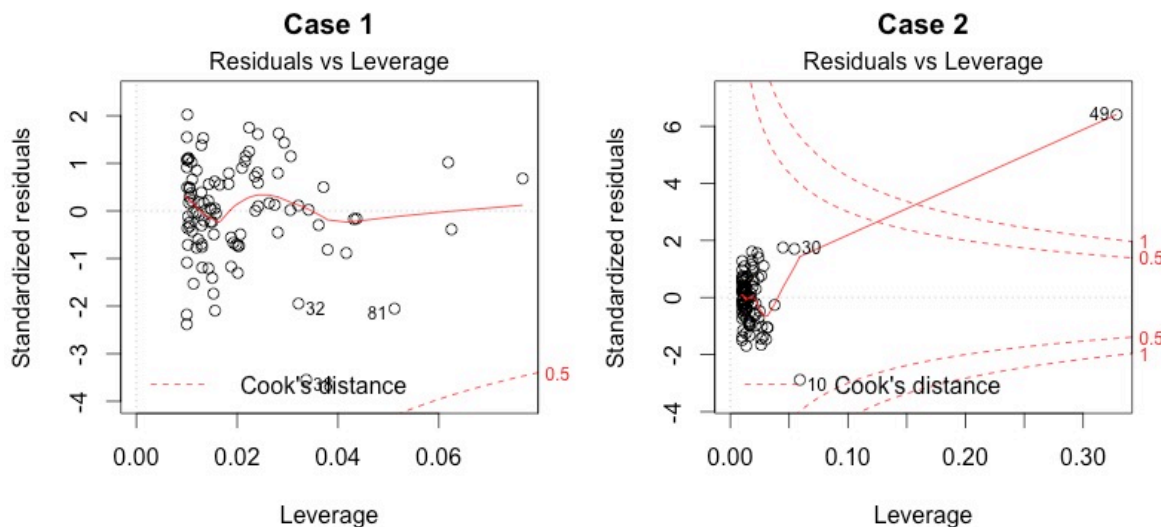 Case 1
Residuals vs Leverage
Standardized residuals
2
1
0
-1
-2
-3
-4
32
81
Cook's distance
0.5
0.00 0.02 0.04 0.06
Leverage
Case 2
Residuals vs Leverage
Standardized residuals
6
4
2
0
-2
-4
49
30
1
0.5
0.5
1
10
Cook's distance
0.00 0.10 0.20 0.30
Leverage